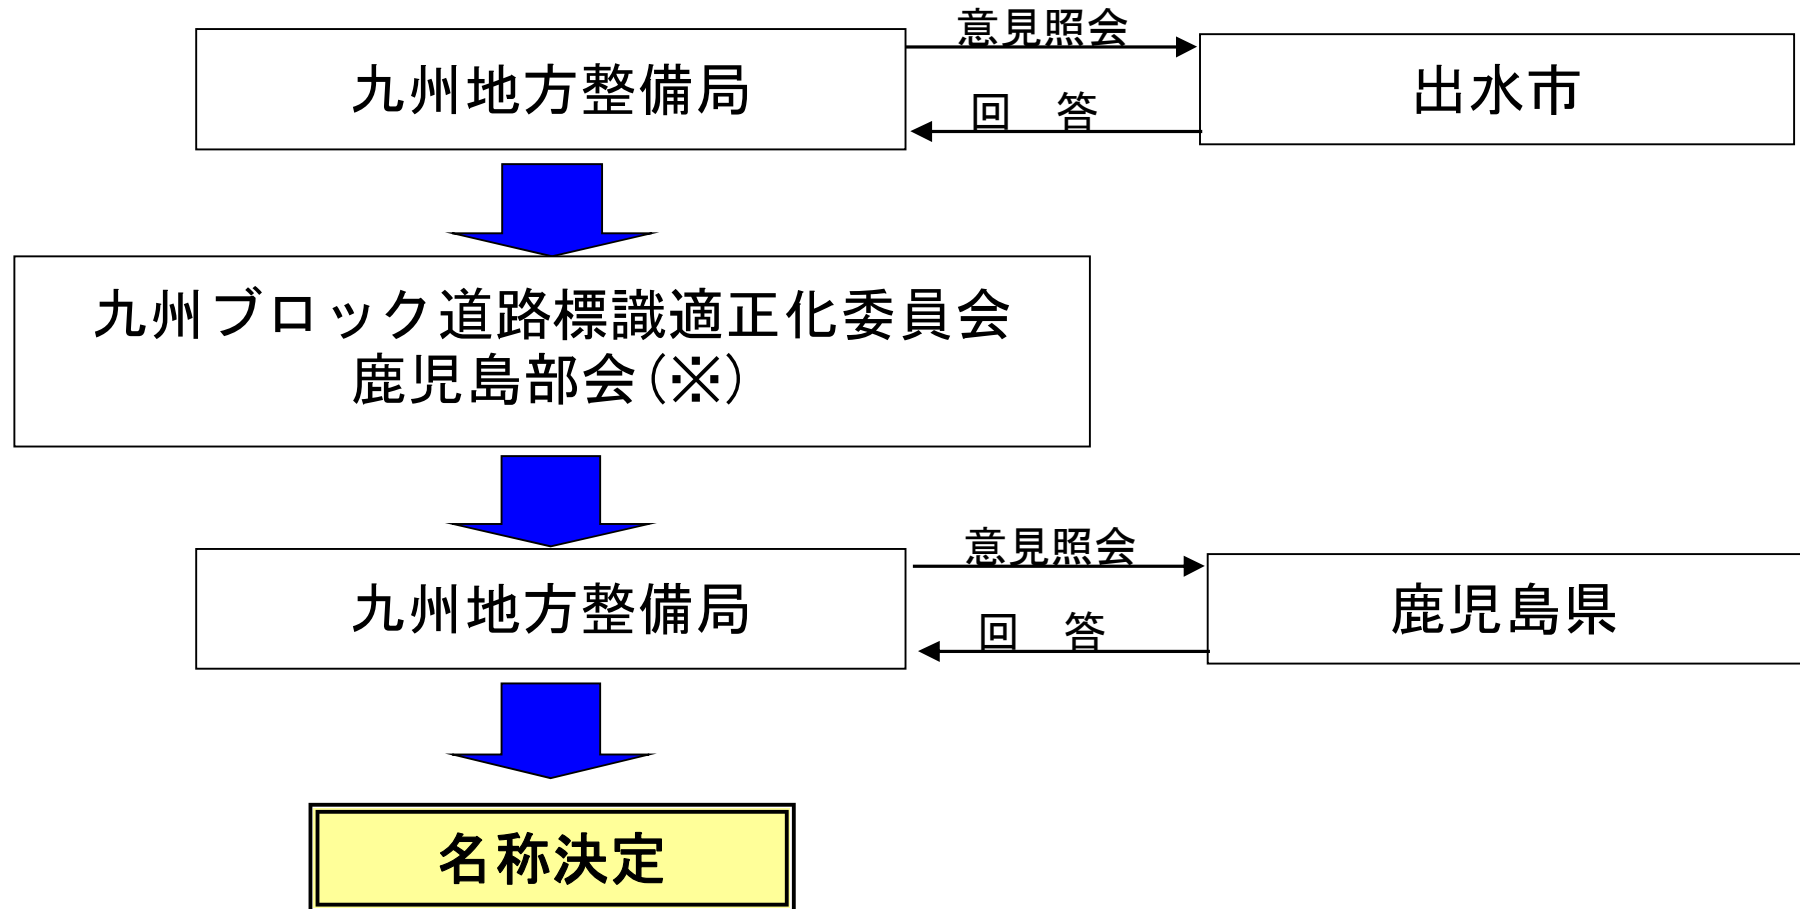 意見照会
九州地方整備局
出水市
回　答
九州ブロック道路標識適正化委員会
鹿児島部会(※)
意見照会
九州地方整備局
鹿児島県
回　答
名称決定